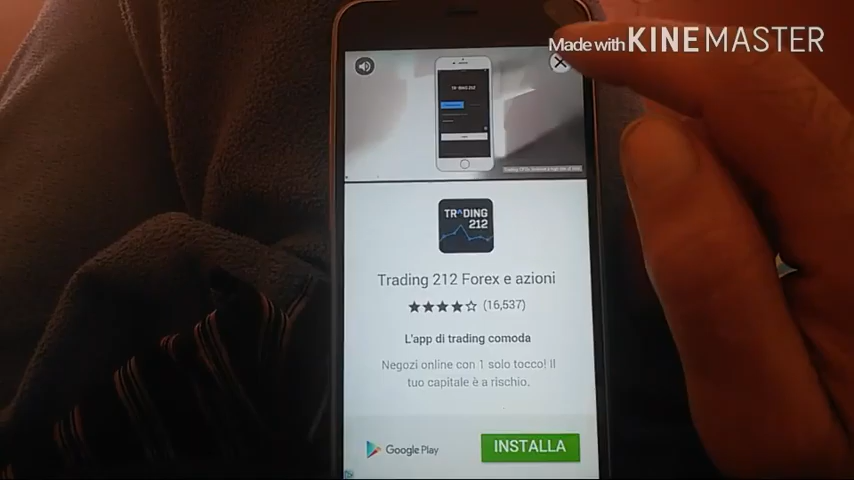 Made with KINEMASTER
TRADING
212
Trading 212 Forex e azioni
(16,537)
L'app di trading comoda
Negozi online con 1 solo tocco! Il
tuo capitale è a rischio.
Google Play
INSTALLA